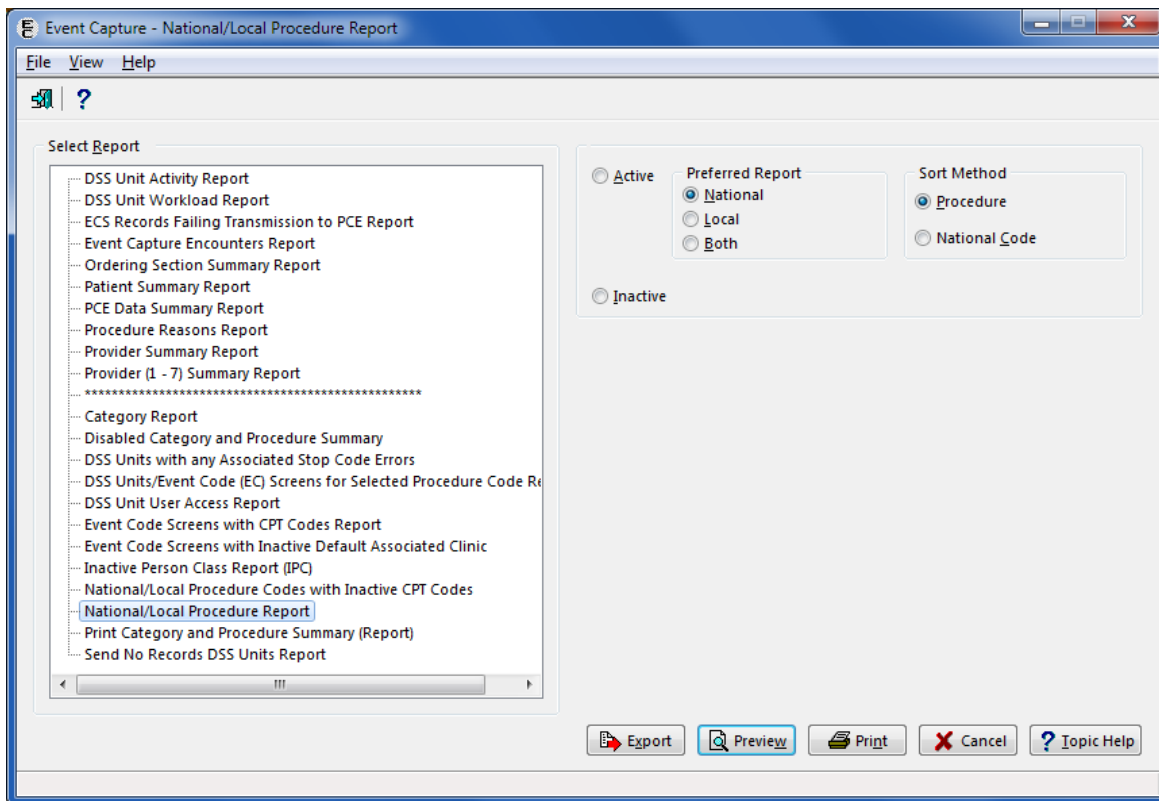 Event Capture - National/Local Procedure Report
File View Help
Select Report
DSS Unit Activity Report
DSS Unit Workload Report
ECS Records Failing Transmission to PCE Report
Event Capture Encounters Report
Ordering Section Summary Report
Patient Summary Report
PCE Data Summary Report
Procedure Reasons Report
Provider Summary Report
Provider (1 - 7) Summary Report
**************************************************
Category Report
Disabled Category and Procedure Summary
DSS Units with any Associated Stop Code Errors
DSS Units/Event Code (EC) Screens for Selected Procedure Code Re
DSS Unit User Access Report
Event Code Screens with CPT Codes Report
Event Code Screens with Inactive Default Associated Clinic
Inactive Person Class Report (IPC)
National/Local Procedure Codes with Inactive CPT Codes
National/Local Procedure Report
Print Category and Procedure Summary (Report)
Send No Records DSS Units Report
Active
Inactive
Preferred Report
National
Local
Both
Sort Method
Procedure
National Code
Export Preview Print Cancel ? Topic Help